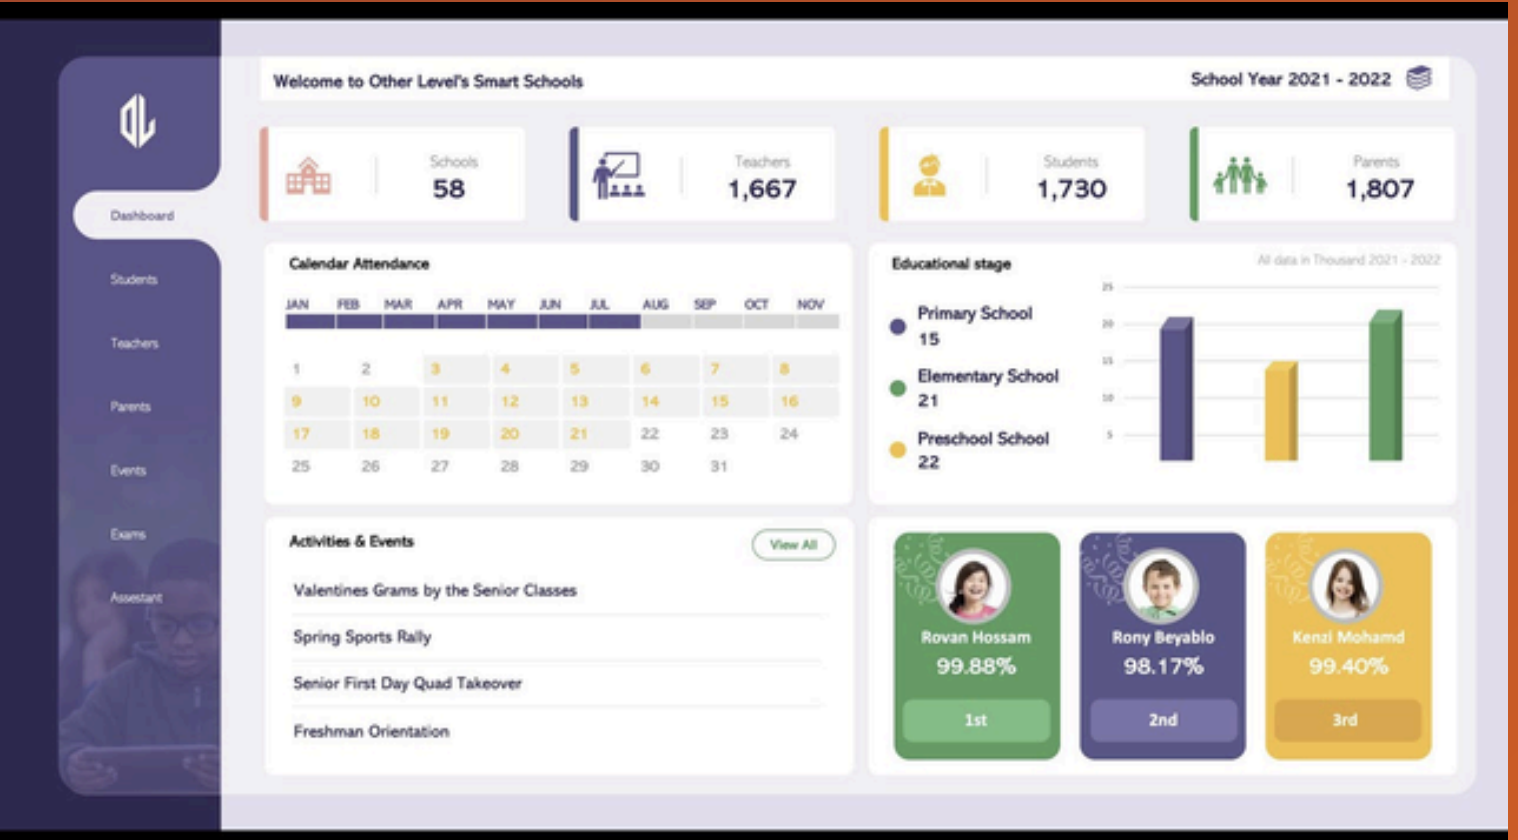 Welcome to Other Level's Smart Schools
School Year 2021 - 2022
Dashboard
Students
Teachers
Parents
Events
Exams
Assestant
Schools
58
Teachers
1,667
Students
1,730
Parents
1,807
Calendar Attendance
JAN FEB MAR APR MAY JUN JUL AUG SEP OCT NOV
1 2 3 4 5 6 7 8
9 10 11 12 13 14 15 16
17 18 19 20 21 22 23 24
25 26 27 28 29 30 31
Educational stage
All data in Thousand 2021 - 2022
Primary School
15
Elementary School
21
Preschool School
22
25
20
15
10
5
Activities & Events
View All
Valentines Grams by the Senior Classes
Spring Sports Rally
Senior First Day Quad Takeover
Freshman Orientation
Rovan Hossam
99.88%
1st
Rony Beyablo
98.17%
2nd
Kenzi Mohamd
99.40%
3rd